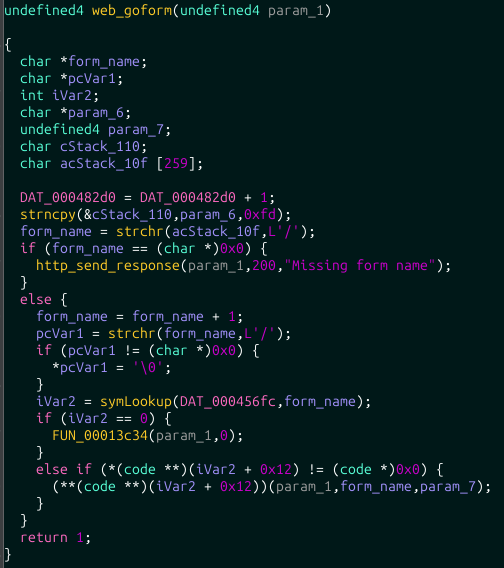 undefined4 web_goform(undefined4 param_1)
{
char *form_name;
char *pcVar1;
int iVar2;
char *param_6;
undefined4 param_7;
char cStack_110;
char acStack_10f [259];
DAT_000482d0 = DAT_000482d0 + 1;
strncpy(&cStack_110,param_6,0xfd);
form_name = strchr(acStack_10f,L'/');
if (form_name == (char *)0x0) {
http_send_response(param_1,200,"Missing form name");
}
else {
form_name = form_name + 1;
pcVar1 = strchr(form_name,L'/');
if (pcVar1 != (char *)0x0) {
*pcVar1 = '\0';
}
iVar2 = symLookup(DAT_000456fc,form_name);
if (iVar2 == 0) {
FUN_00013c34(param_1,0);
}
else if (*(code **)(iVar2 + 0x12) != (code *)0x0) {
(**(code **)(iVar2 + 0x12))(param_1,form_name,param_7);
}
}
return 1;
}